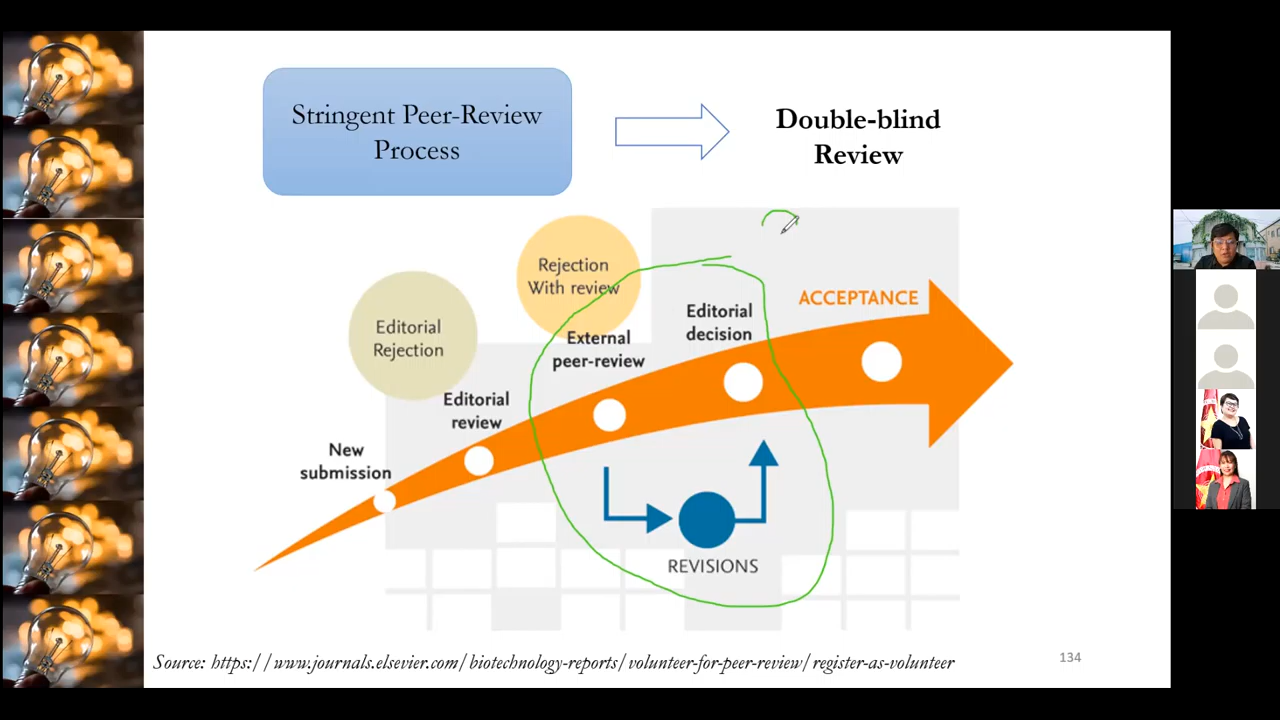 Stringent Peer-Review
Process
Double-blind
Review
Rejection
With review
Editorial
Rejection
ACCEPTANCE
Editorial
decision
External
peer-review
Editorial
review
New
submission
REVISIONS
Source: https://www.journals.elsevier.com/biotechnology-reports/volunteer-for-peer-review/register-as-volunteer
134